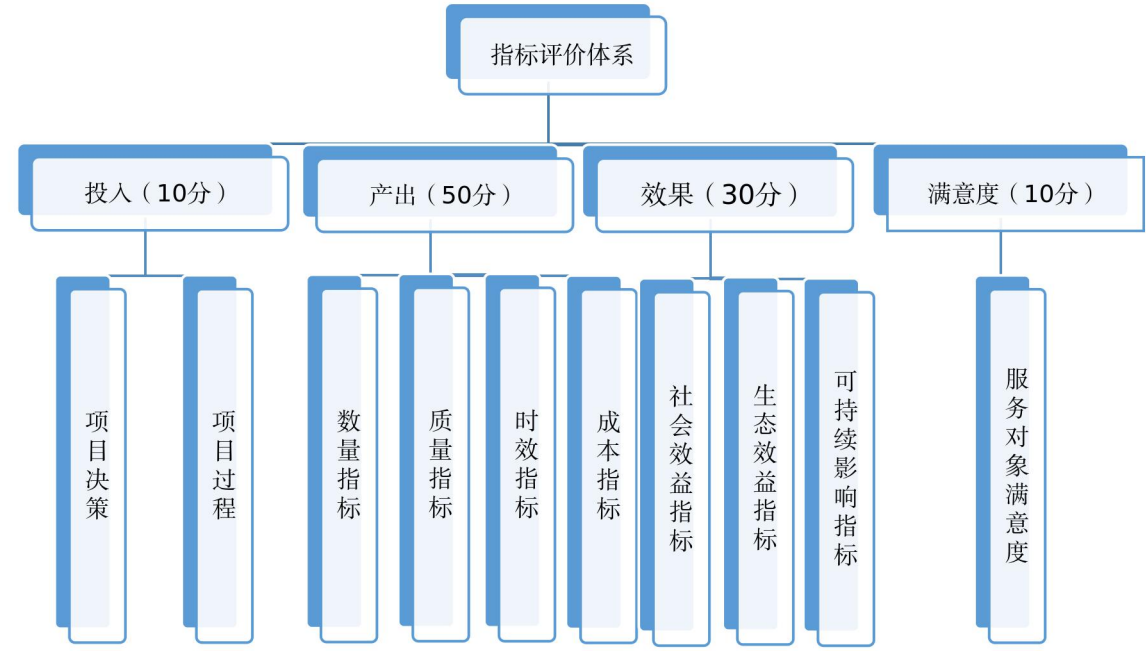 指标评价体系
投入（10分）
产出（50分）
效果（30分）
满意度（10分）
项目决策
项目过程
数量指标
质量指标
时效指标
成本指标
社会效益指标
生态效益指标
可持续影响指标
服务对象满意度